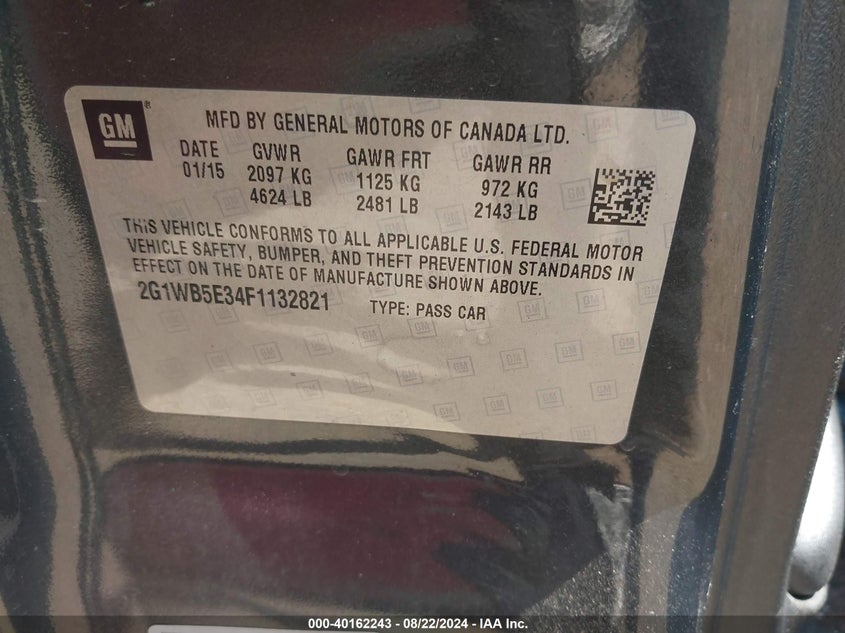 GM®
MFD BY GENERAL MOTORS OF CANADA LTD.
DATE GVWR GAWR FRT GAWR RR
01/15 2097 KG 1125 KG 972 KG
4624 LB 2481 LB 2143 LB
THIS VEHICLE CONFORMS TO ALL APPLICABLE U.S. FEDERAL MOTOR
VEHICLE SAFETY, BUMPER, AND THEFT PREVENTION STANDARDS IN
EFFECT ON THE DATE OF MANUFACTURE SHOWN ABOVE.
2G1WB5E34F1132821 TYPE: PASS CAR
000-40162243 - 08/22/2024 - IAA Inc.